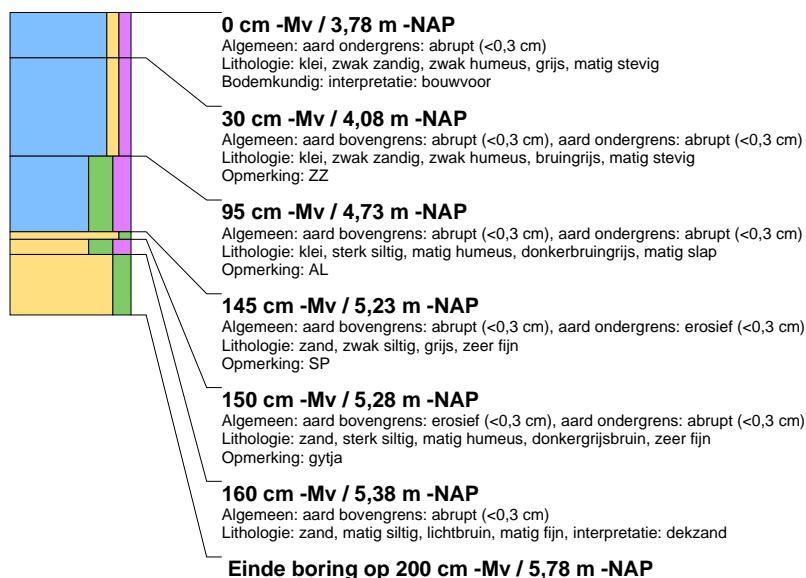 0 cm -Mv / 3,78 m -NAP
Algemeen: aard ondergrens: abrupt (<0,3 cm)
Lithologie: klei, zwak zandig, zwak humeus, grijs, matig stevig
Bodemkundig: interpretatie: bouwvoor
30 cm -Mv / 4,08 m -NAP
Algemeen: aard bovengrens: abrupt (<0,3 cm), aard ondergrens: abrupt (<0,3 cm)
Lithologie: klei, zwak zandig, zwak humeus, bruingrijs, matig stevig
Opmerking: ZZ
95 cm -Mv / 4,73 m -NAP
Algemeen: aard bovengrens: abrupt (<0,3 cm), aard ondergrens: abrupt (<0,3 cm)
Lithologie: klei, sterk siltig, matig humeus, donkerbruingrijs, matig slap
Opmerking: AL
145 cm -Mv / 5,23 m -NAP
Algemeen: aard bovengrens: abrupt (<0,3 cm), aard ondergrens: erosief (<0,3 cm)
Lithologie: zand, zwak siltig, grijs, zeer fijn
Opmerking: SP
150 cm -Mv / 5,28 m -NAP
Algemeen: aard bovengrens: erosief (<0,3 cm), aard ondergrens: abrupt (<0,3 cm)
Lithologie: zand, sterk siltig, matig humeus, donkergrijsbruin, zeer fijn
Opmerking: gytja
160 cm -Mv / 5,38 m -NAP
Algemeen: aard bovengrens: abrupt (<0,3 cm)
Lithologie: zand, matig siltig, lichtbruin, matig fijn, interpretatie: dekzand
Einde boring op 200 cm -Mv / 5,78 m -NAP